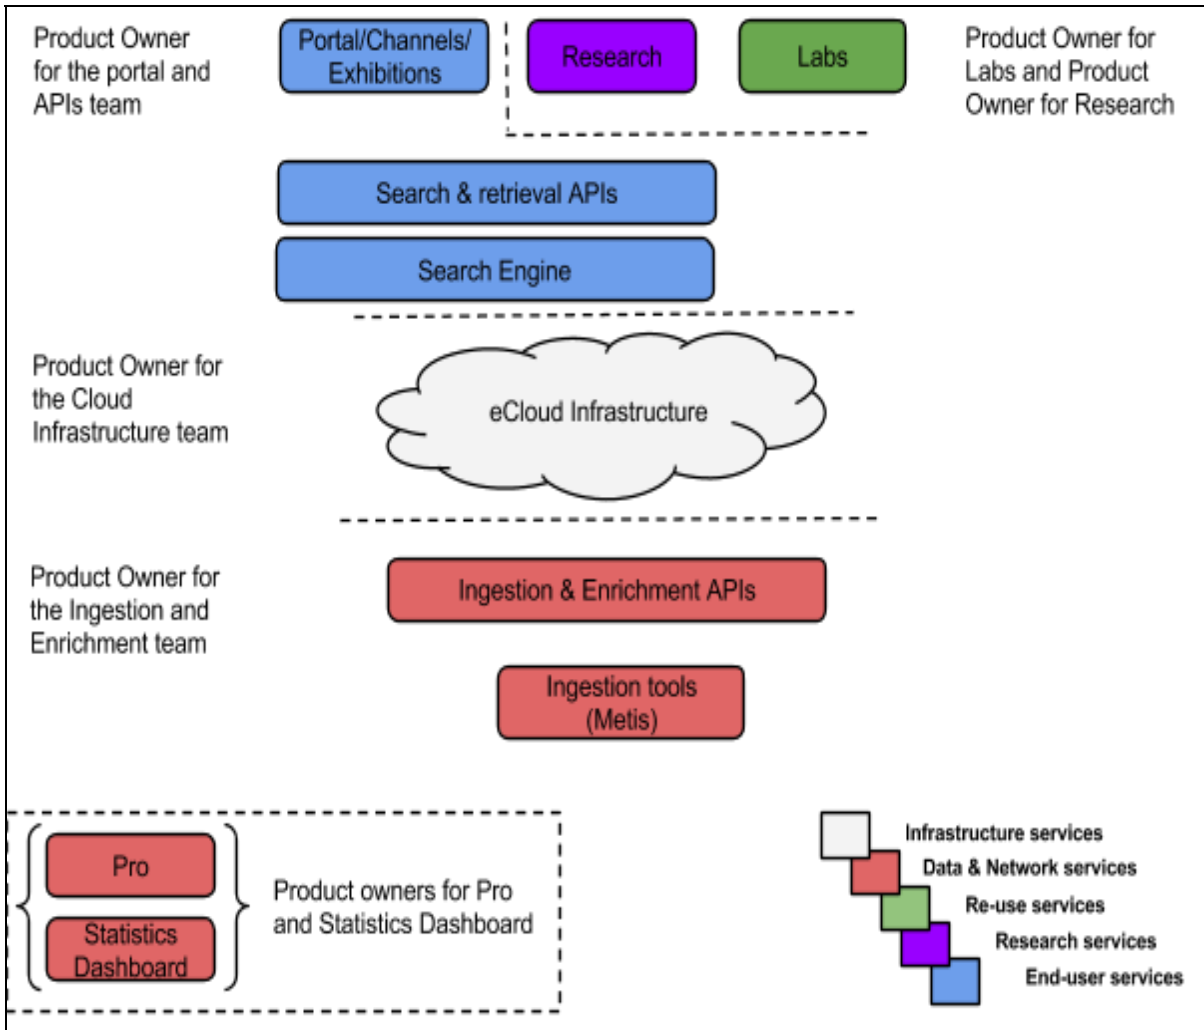 Product Owner
for the portal and
APIs team
Portal/Channels/
Exhibitions
Research
Labs
Product Owner for
Labs and Product
Owner for Research
Search & retrieval APIs
Search Engine
Product Owner for
the Cloud
Infrastructure team
eCloud Infrastructure
Product Owner for
the Ingestion and
Enrichment team
Ingestion & Enrichment APIs
Ingestion tools
(Metis)
Pro
Statistics
Dashboard
Product owners for Pro
and Statistics Dashboard
Infrastructure services
Data & Network services
Re-use services
Research services
End-user services